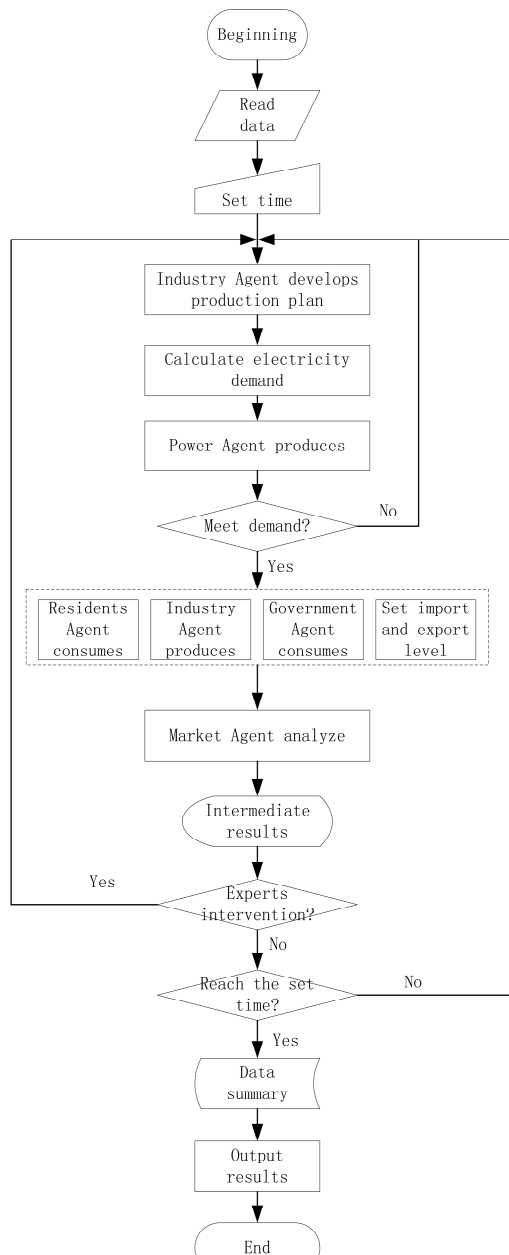 Beginning
Read
data
Set time
Industry Agent develops
production plan
Calculate electricity
demand
Power Agent produces
Meet demand?
No
Yes
Residents
Agent
consumes
Industry
Agent
produces
Government
Agent
consumes
Set import
and export
level
Market Agent analyze
Intermediate
results
Experts
intervention?
Yes
No
Reach the set
time?
No
Yes
Data
summary
Output
results
End